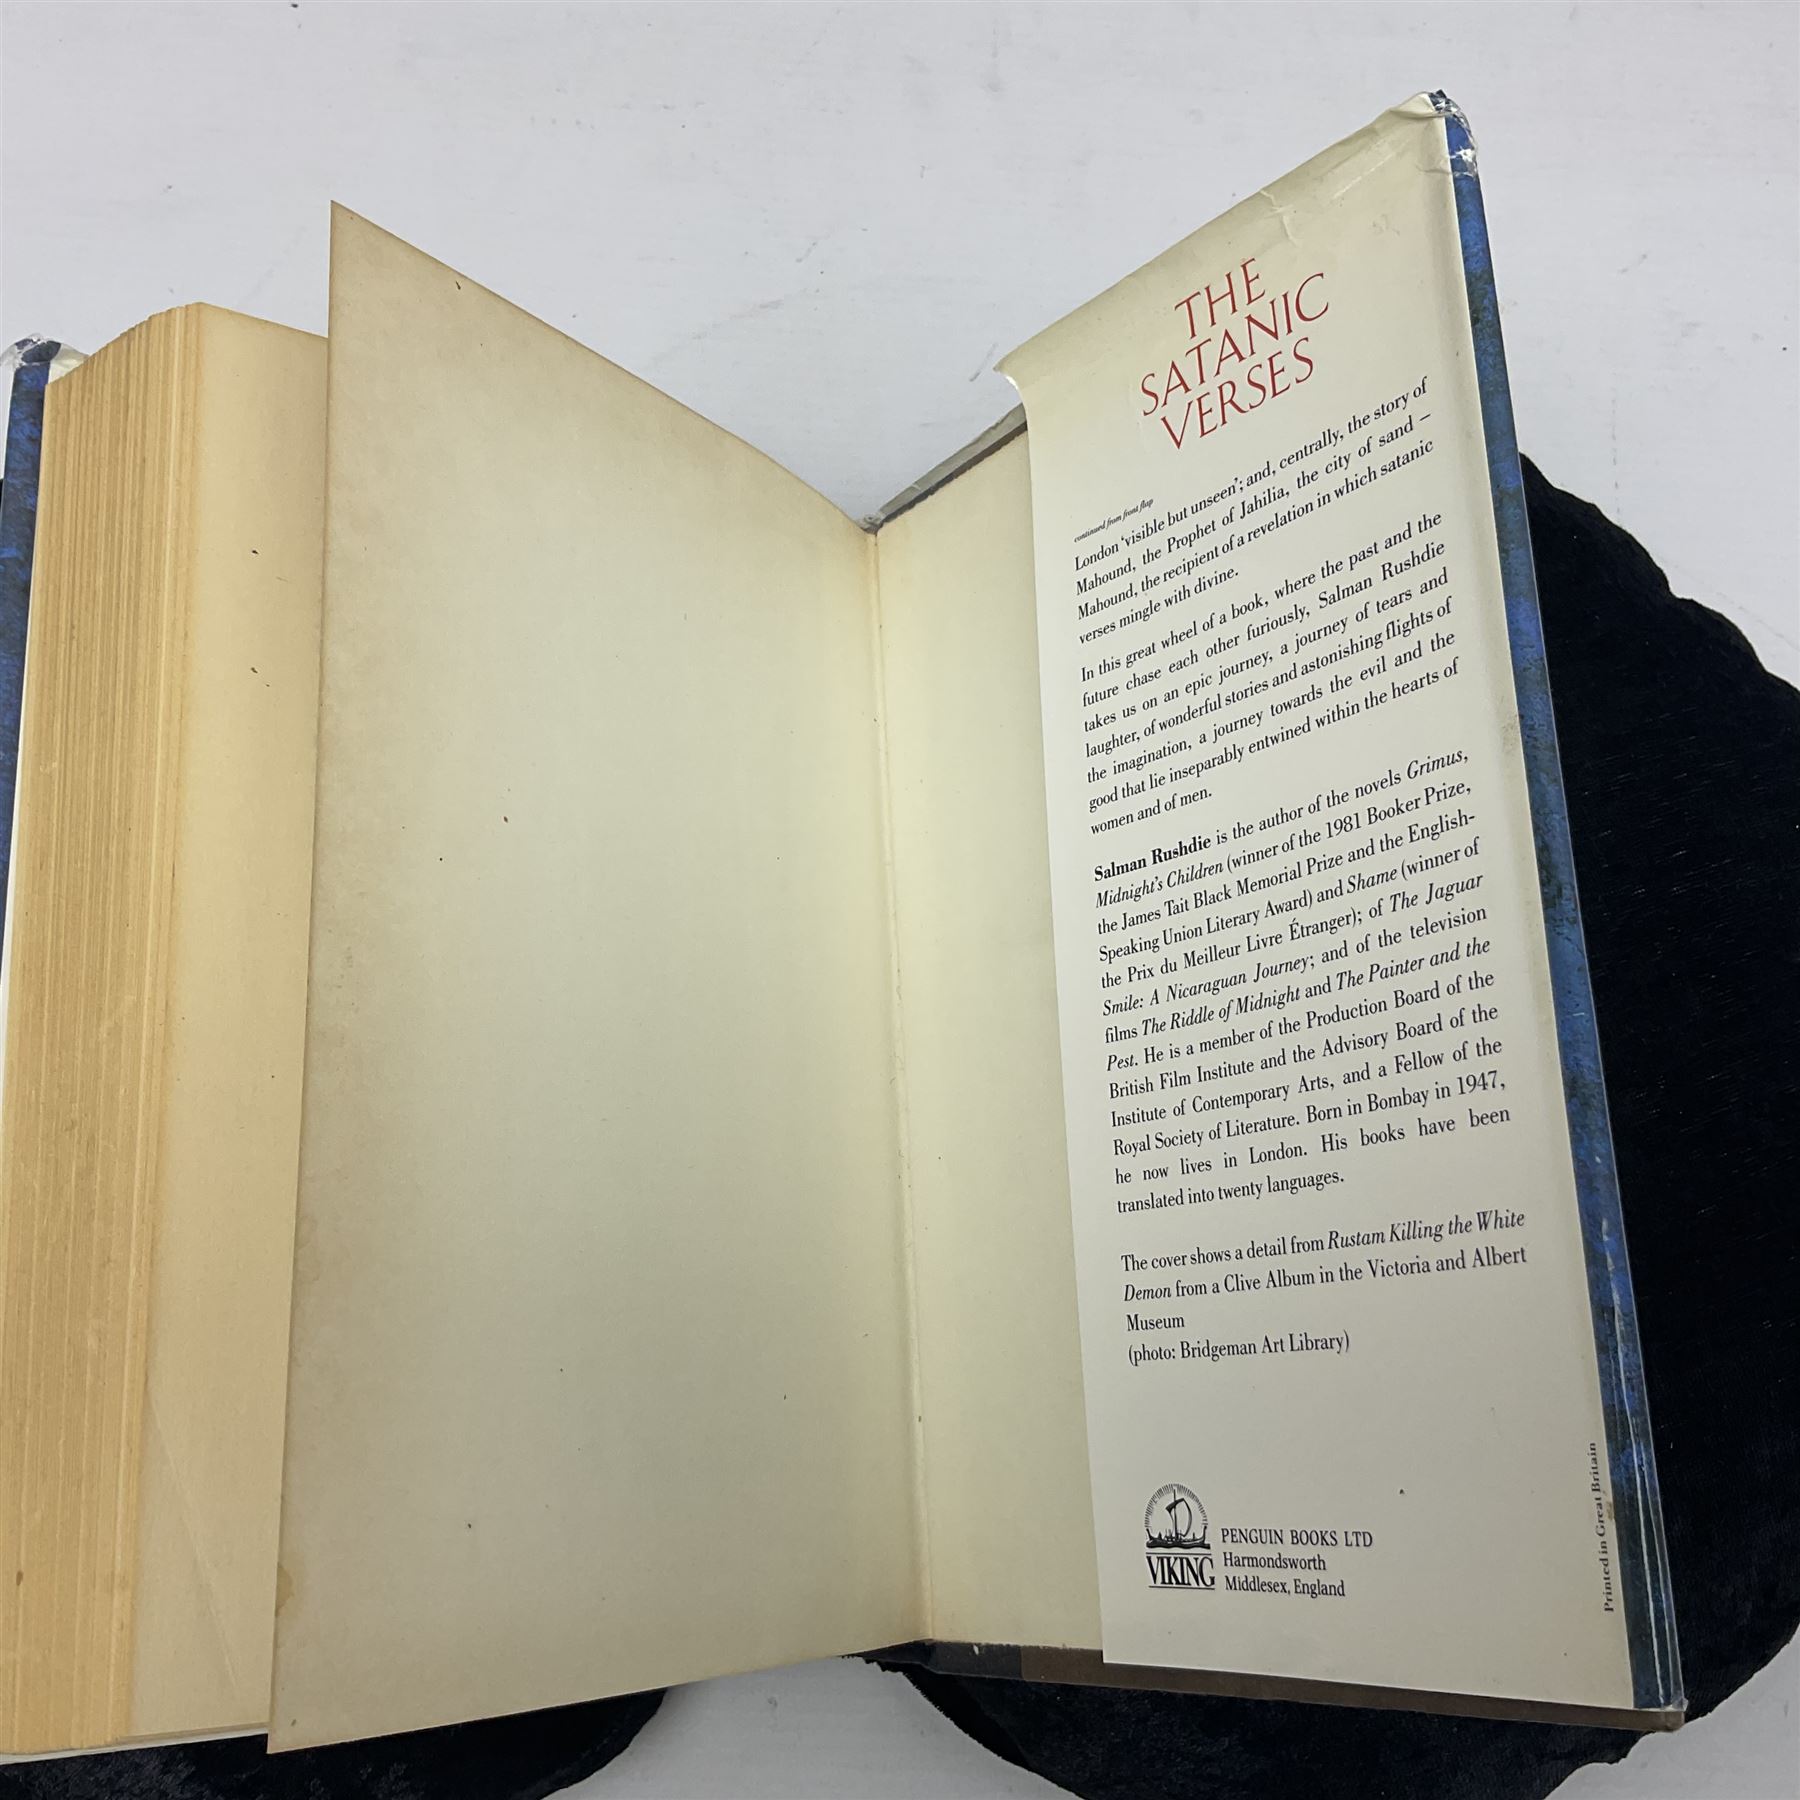 THE
SATANIC
VERSES
continued from front flap
London ‘visible but unseen’; and, centrally, the story of
Mahound, the Prophet of Jahilia, the city of sand –
Mahound, the recipient of a revelation in which satanic
verses mingle with divine.
In this great wheel of a book, where the past and the
future chase each other furiously, Salman Rushdie
takes us on an epic journey, a journey of tears and
laughter, of wonderful stories and astonishing flights of
the imagination, a journey towards the evil and the
good that lie inseparably entwined within the hearts of
women and of men.
Salman Rushdie is the author of the novels Grimus,
Midnight’s Children (winner of the 1981 Booker Prize,
the James Tait Black Memorial Prize and the English-
Speaking Union Literary Award) and Shame (winner of
the Prix du Meilleur Livre Étranger); of The Jaguar
Smile: A Nicaraguan Journey; and of the television
films The Riddle of Midnight and The Painter and the
Pest. He is a member of the Production Board of the
British Film Institute and the Advisory Board of the
Institute of Contemporary Arts, and a Fellow of the
Royal Society of Literature. Born in Bombay in 1947,
he now lives in London. His books have been
translated into twenty languages.
The cover shows a detail from Rustam Killing the White
Demon from a Clive Album in the Victoria and Albert
Museum
(photo: Bridgeman Art Library)
VIKING
PENGUIN BOOKS LTD
Harmondsworth
Middlesex, England
Printed in Great Britain